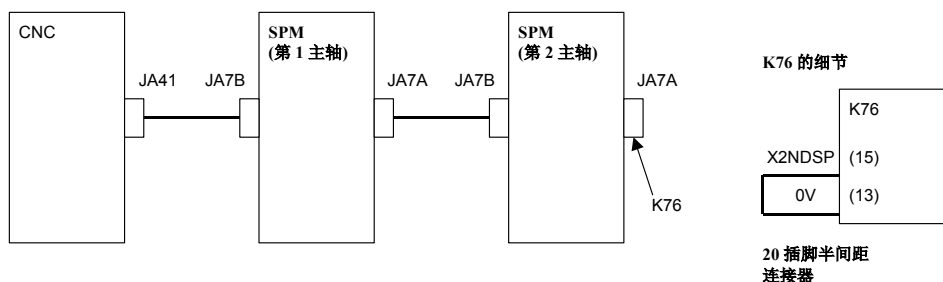 CNC
SPM
(第 1 主轴)
SPM
(第 2 主轴)
JA41
JA7B
JA7A
JA7B
JA7A
K76
K76 的细节
K76
X2NDSP
(15)
0V
(13)
20 插脚半间距
连接器